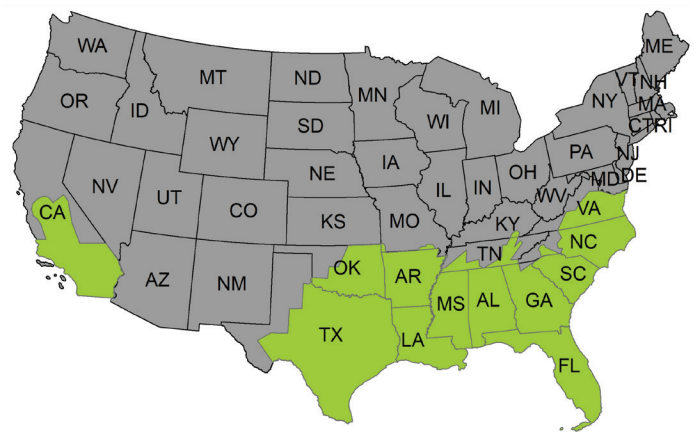 WA
MT
ND
MN
ME
VT
NH
OR
ID
SD
WI
MI
NY
MA
CT
RI
WY
IA
PA
NJ
NE
NV
UT
CO
IL
IN
OH
MD
DE
WV
KS
MO
KY
VA
CA
AZ
NM
OK
AR
TN
NC
SC
TX
MS
AL
GA
LA
FL